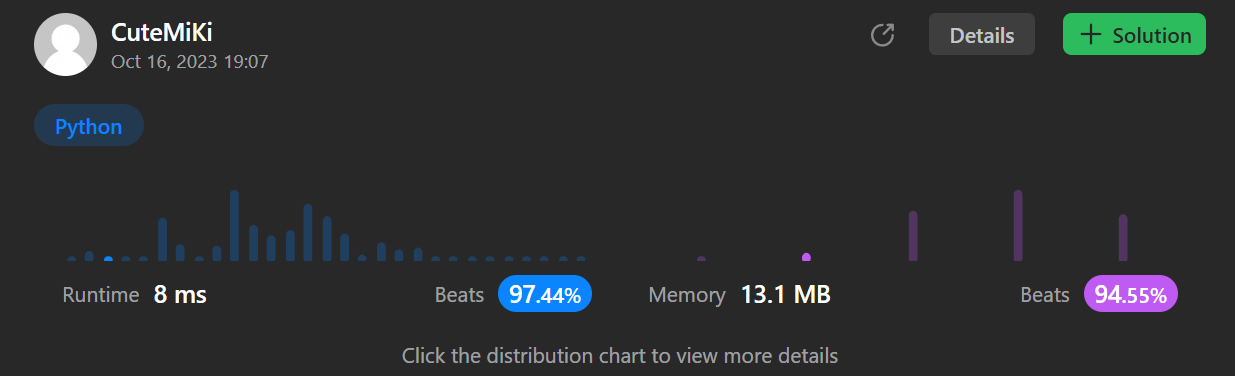 CuteMiKi
Oct 16, 2023 19:07
Details
+ Solution
Python
Runtime 8 ms
Beats 97.44%
Memory 13.1 MB
Beats 94.55%
Click the distribution chart to view more details